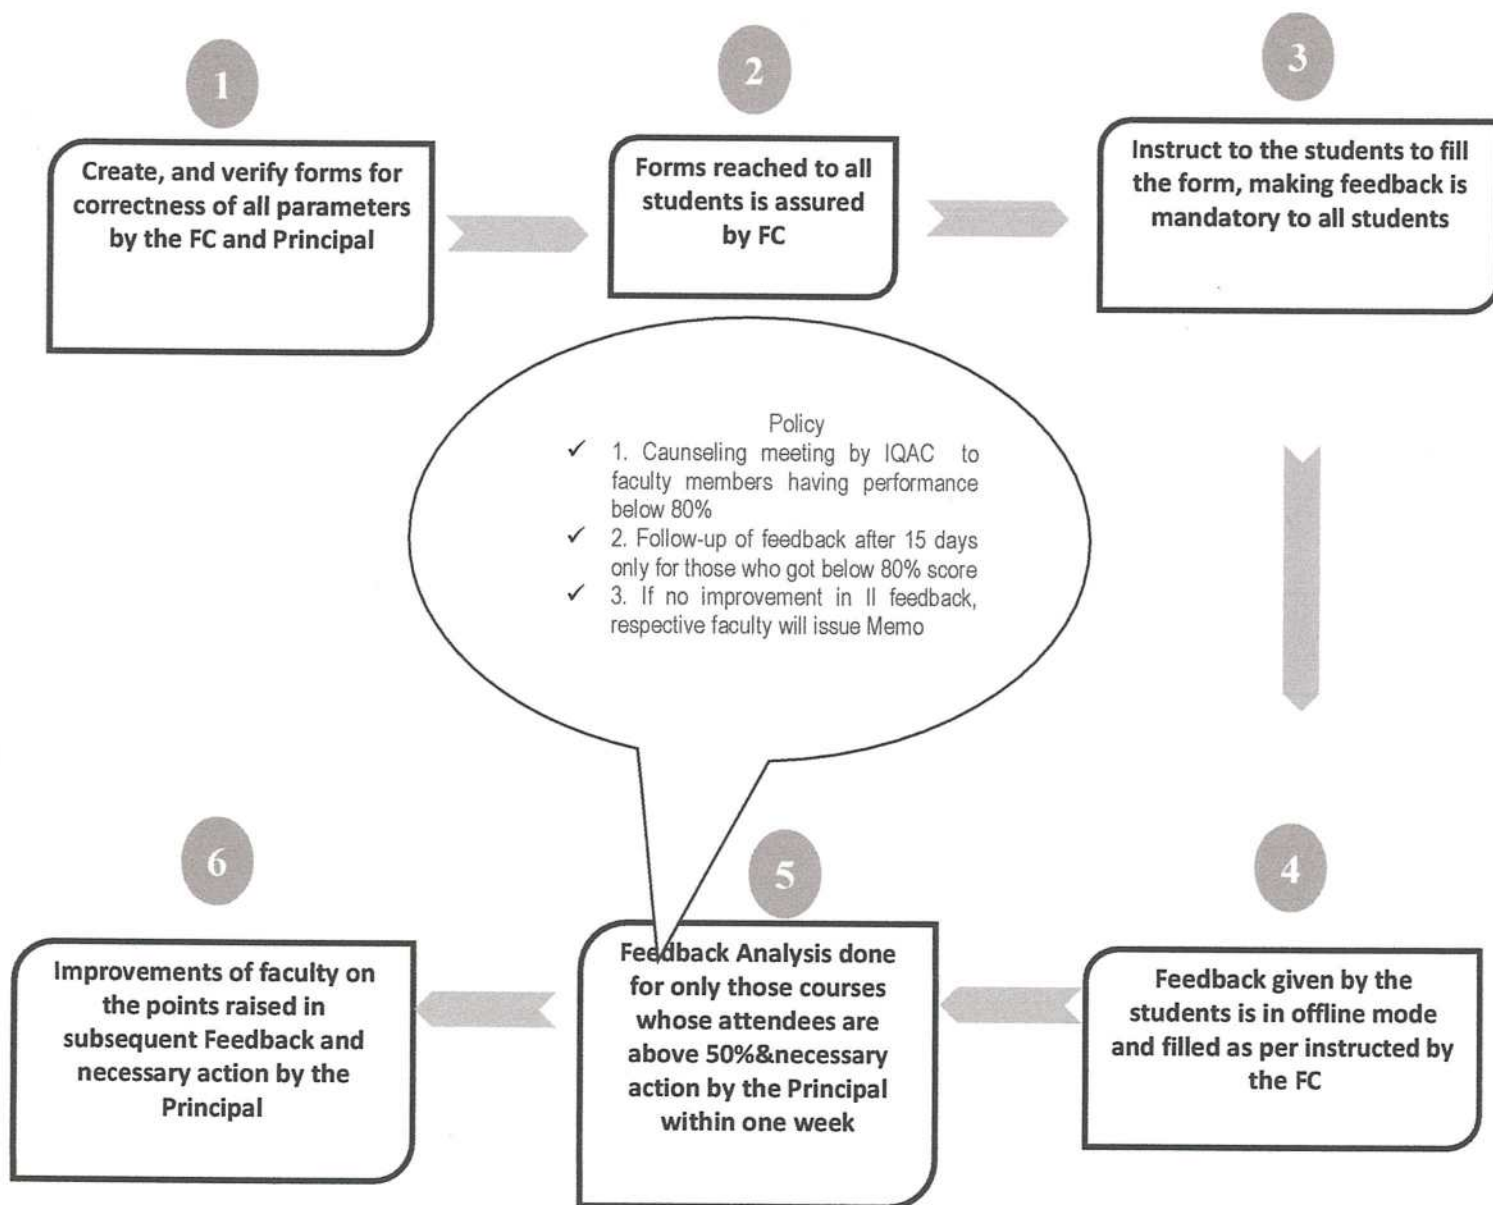 1
Create, and verify forms for
correctness of all parameters
by the FC and Principal
2
Forms reached to all
students is assured
by FC
3
Instruct to the students to fill
the form, making feedback is
mandatory to all students
Policy
✓ 1. Caunseling meeting by IQAC to
faculty members having performance
below 80%
✓ 2. Follow-up of feedback after 15 days
only for those who got below 80% score
✓ 3. If no improvement in II feedback,
respective faculty will issue Memo
4
Feedback given by the
students is in offline mode
and filled as per instructed by
the FC
5
Feedback Analysis done
for only those courses
whose attendees are
above 50%&necessary
action by the Principal
within one week
6
Improvements of faculty on
the points raised in
subsequent Feedback and
necessary action by the
Principal